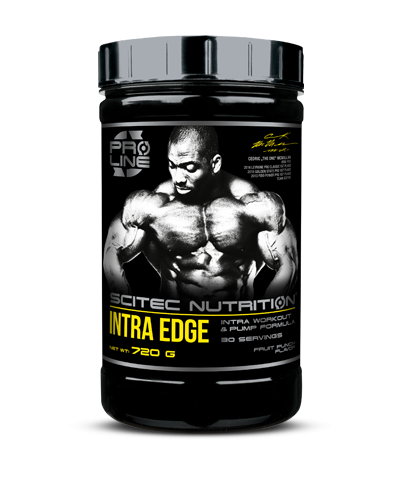 PRO
LINE
CEDRIC „THE ONE" MCMILLAN
SCITEC NUTRITION
INTRA EDGE
INTRA WORKOUT
& PUMP FORMULA
30 SERVINGS
NET WT: 720 G
FRUIT PUNCH
FLAVOR